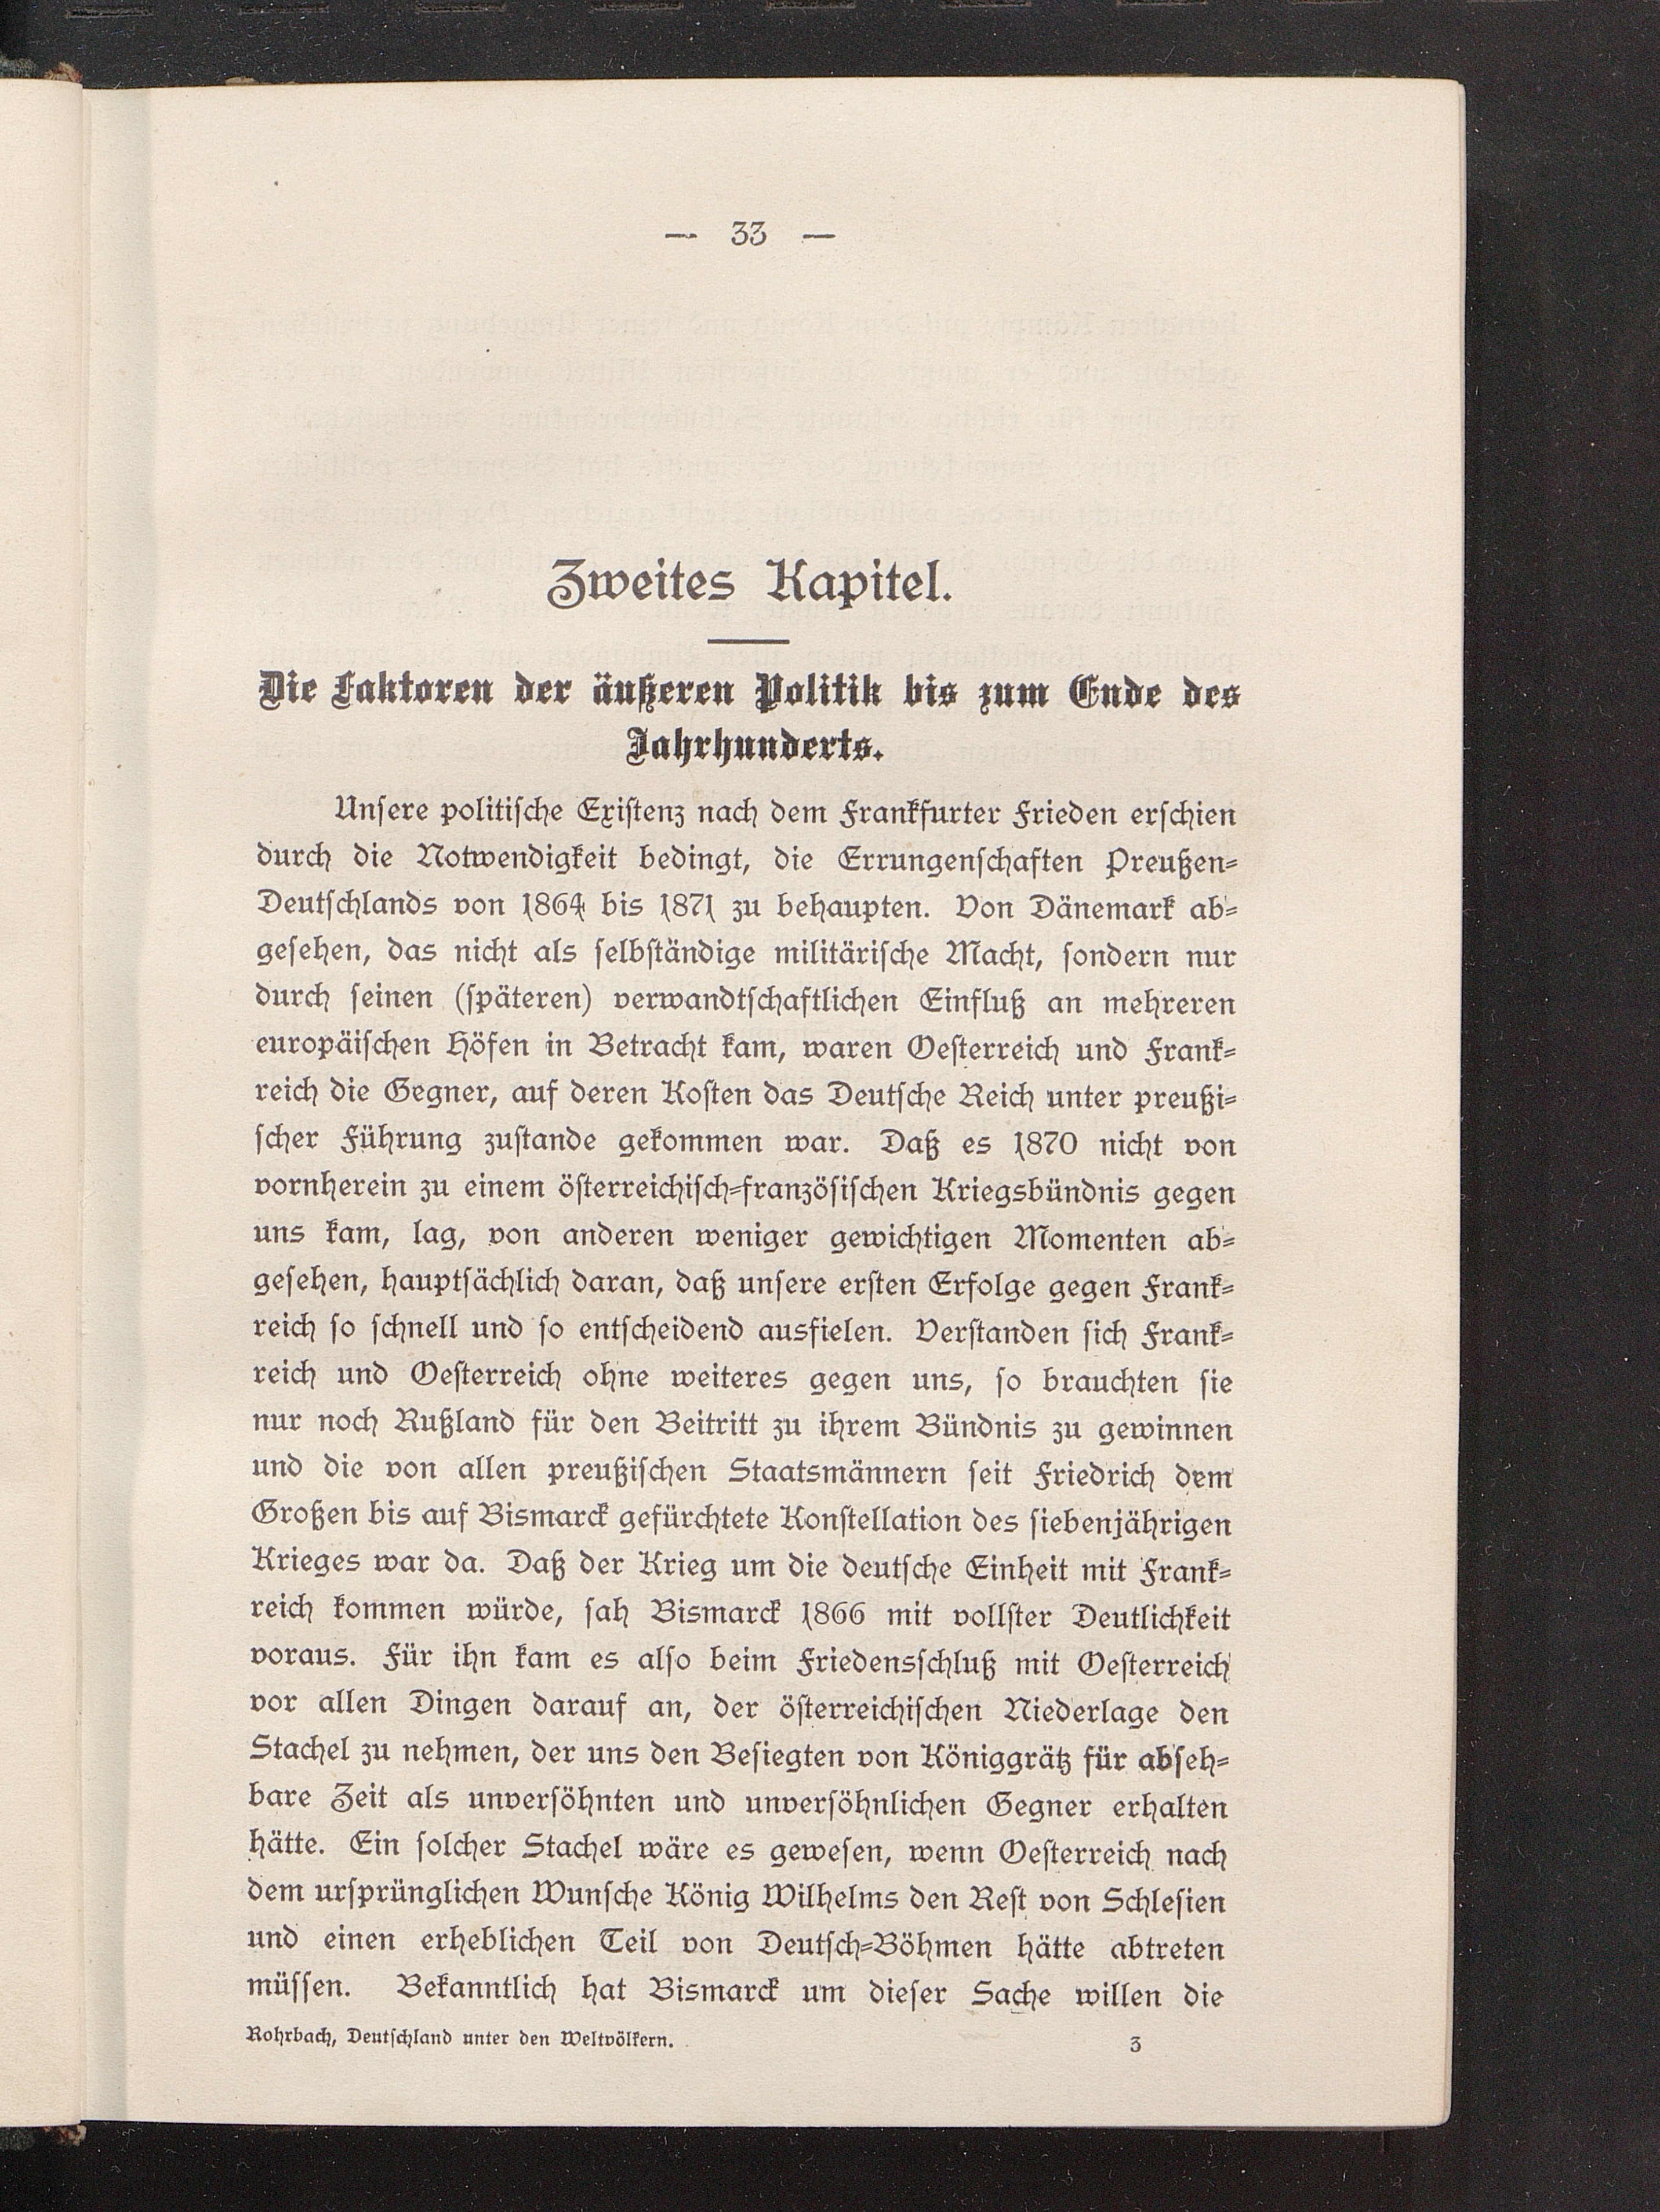 — 33 —
Zweites Kapitel.
Die Faktoren der äußeren Politik bis zum Ende des
Jahrhunderts.
Unsere politische Existenz nach dem Frankfurter Frieden erschien
durch die Notwendigkeit bedingt, die Errungenschaften Preußen-
Deutschlands von 1864 bis 1871 zu behaupten. Von Dänemark ab-
gesehen, das nicht als selbständige militärische Macht, sondern nur
durch seinen (späteren) verwandtschaftlichen Einfluß an mehreren
europäischen Höfen in Betracht kam, waren Oesterreich und Frank-
reich die Gegner, auf deren Kosten das Deutsche Reich unter preußi-
scher Führung zustande gekommen war. Daß es 1870 nicht von
vornherein zu einem österreichisch-französischen Kriegsbündnis gegen
uns kam, lag, von anderen weniger gewichtigen Momenten ab-
gesehen, hauptsächlich daran, daß unsere ersten Erfolge gegen Frank-
reich so schnell und so entscheidend ausfielen. Verstanden sich Frank-
reich und Oesterreich ohne weiteres gegen uns, so brauchten sie
nur noch Rußland für den Beitritt zu ihrem Bündnis zu gewinnen
und die von allen preußischen Staatsmännern seit Friedrich dem
Großen bis auf Bismarck gefürchtete Konstellation des siebenjährigen
Krieges war da. Daß der Krieg um die deutsche Einheit mit Frank-
reich kommen würde, sah Bismarck 1866 mit vollster Deutlichkeit
voraus. Für ihn kam es also beim Friedensschluß mit Oesterreich
vor allen Dingen darauf an, der österreichischen Niederlage den
Stachel zu nehmen, der uns den Besiegten von Königgrätz für abseh-
bare Zeit als unversöhnten und unversöhnlichen Gegner erhalten
hätte. Ein solcher Stachel wäre es gewesen, wenn Oesterreich nach
dem ursprünglichen Wunsche König Wilhelms den Rest von Schlesien
und einen erheblichen Teil von Deutsch-Böhmen hätte abtreten
müssen. Bekanntlich hat Bismarck um dieser Sache willen die
Rohrbach, Deutschland unter den Weltvölkern. 3